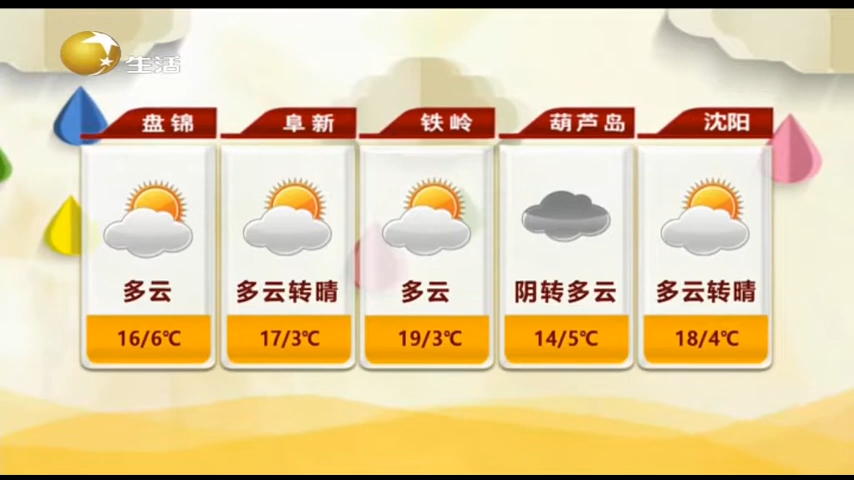 生活
盘锦
阜新
铁岭
葫芦岛
沈阳
多云
多云转晴
多云
阴转多云
多云转晴
16/6℃
17/3℃
19/3℃
14/5℃
18/4℃